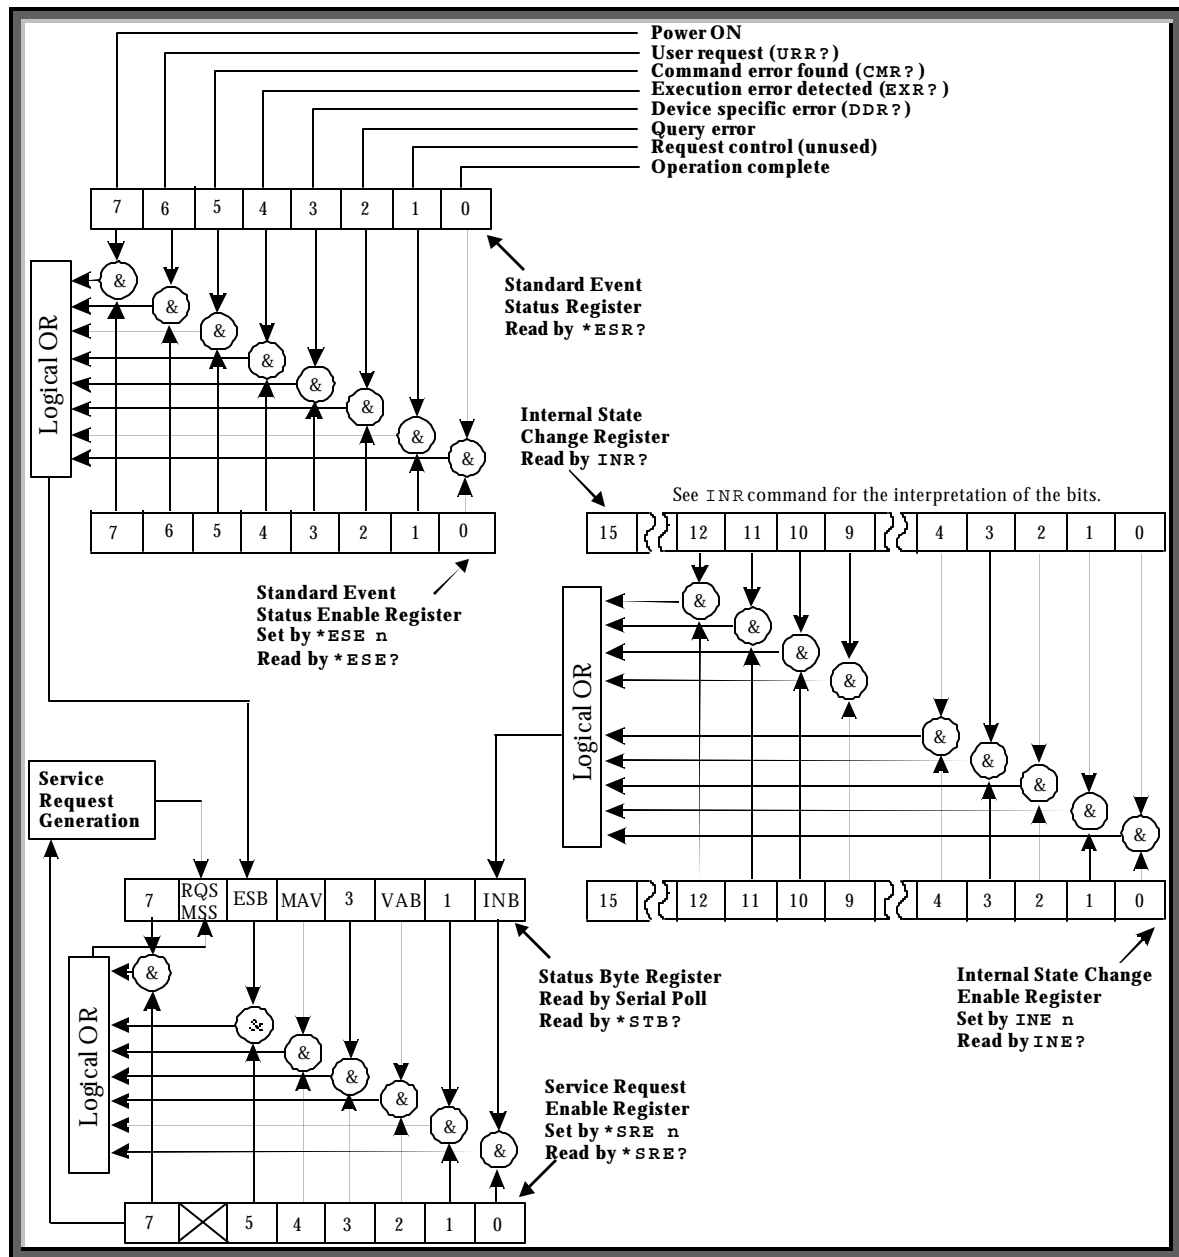 Power ON
User request (URR?)
Command error found (CMR?)
Execution error detected (EXR?)
Device specific error (DDR?)
Query error
Request control (unused)
Operation complete
7 6 5 4 3 2 1 0
& & & & & & & &
Logical OR
Standard Event
Status Register
Read by *ESR?
7 6 5 4 3 2 1 0
Standard Event
Status Enable Register
Set by *ESE n
Read by *ESE?
Internal State
Change Register
Read by INR?
See INR command for the interpretation of the bits.
15 12 11 10 9 4 3 2 1 0
& & & & & & & & &
Logical OR
15 12 11 10 9 4 3 2 1 0
Internal State Change
Enable Register
Set by INE n
Read by INE?
Service
Request
Generation
7 RQS MSS ESB MAV 3 VAB 1 INB
& & & & & & &
Logical OR
Status Byte Register
Read by Serial Poll
Read by *STB?
Service Request
Enable Register
Set by *SRE n
Read by *SRE?
7 5 4 3 2 1 0